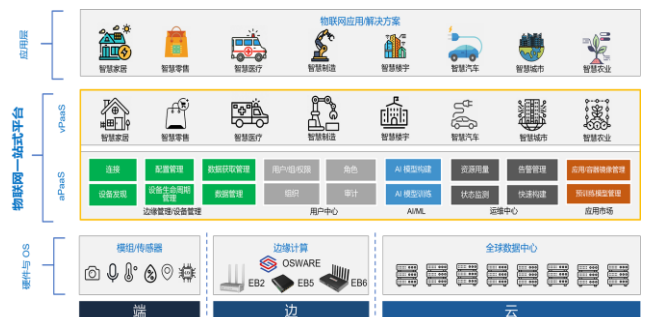 应用层
物联网应用/解决方案
智慧家居 智慧零售 智慧医疗 智慧制造 智慧楼宇 智慧汽车 智慧城市 智慧农业
物联网一站式平台
vPaaS
智慧家居 智慧零售 智慧医疗 智慧制造 智慧楼宇 智慧汽车 智慧城市 智慧农业
aPaaS
连接 配置管理 数据获取管理 用户/组/权限 角色 AI 模型构建 资源用量 告警管理 应用/容器镜像管理
设备发现 设备生命周期管理 数据管理 组织 审计 AI 模型训练 状态监测 快速构建 预训练模型管理
边缘管理/设备管理 用户中心 AI/ML 运维中心 应用市场
硬件与 OS
模组/传感器 边缘计算 全球数据中心
OSWARE
EB2 EB5 EB6
端 边 云